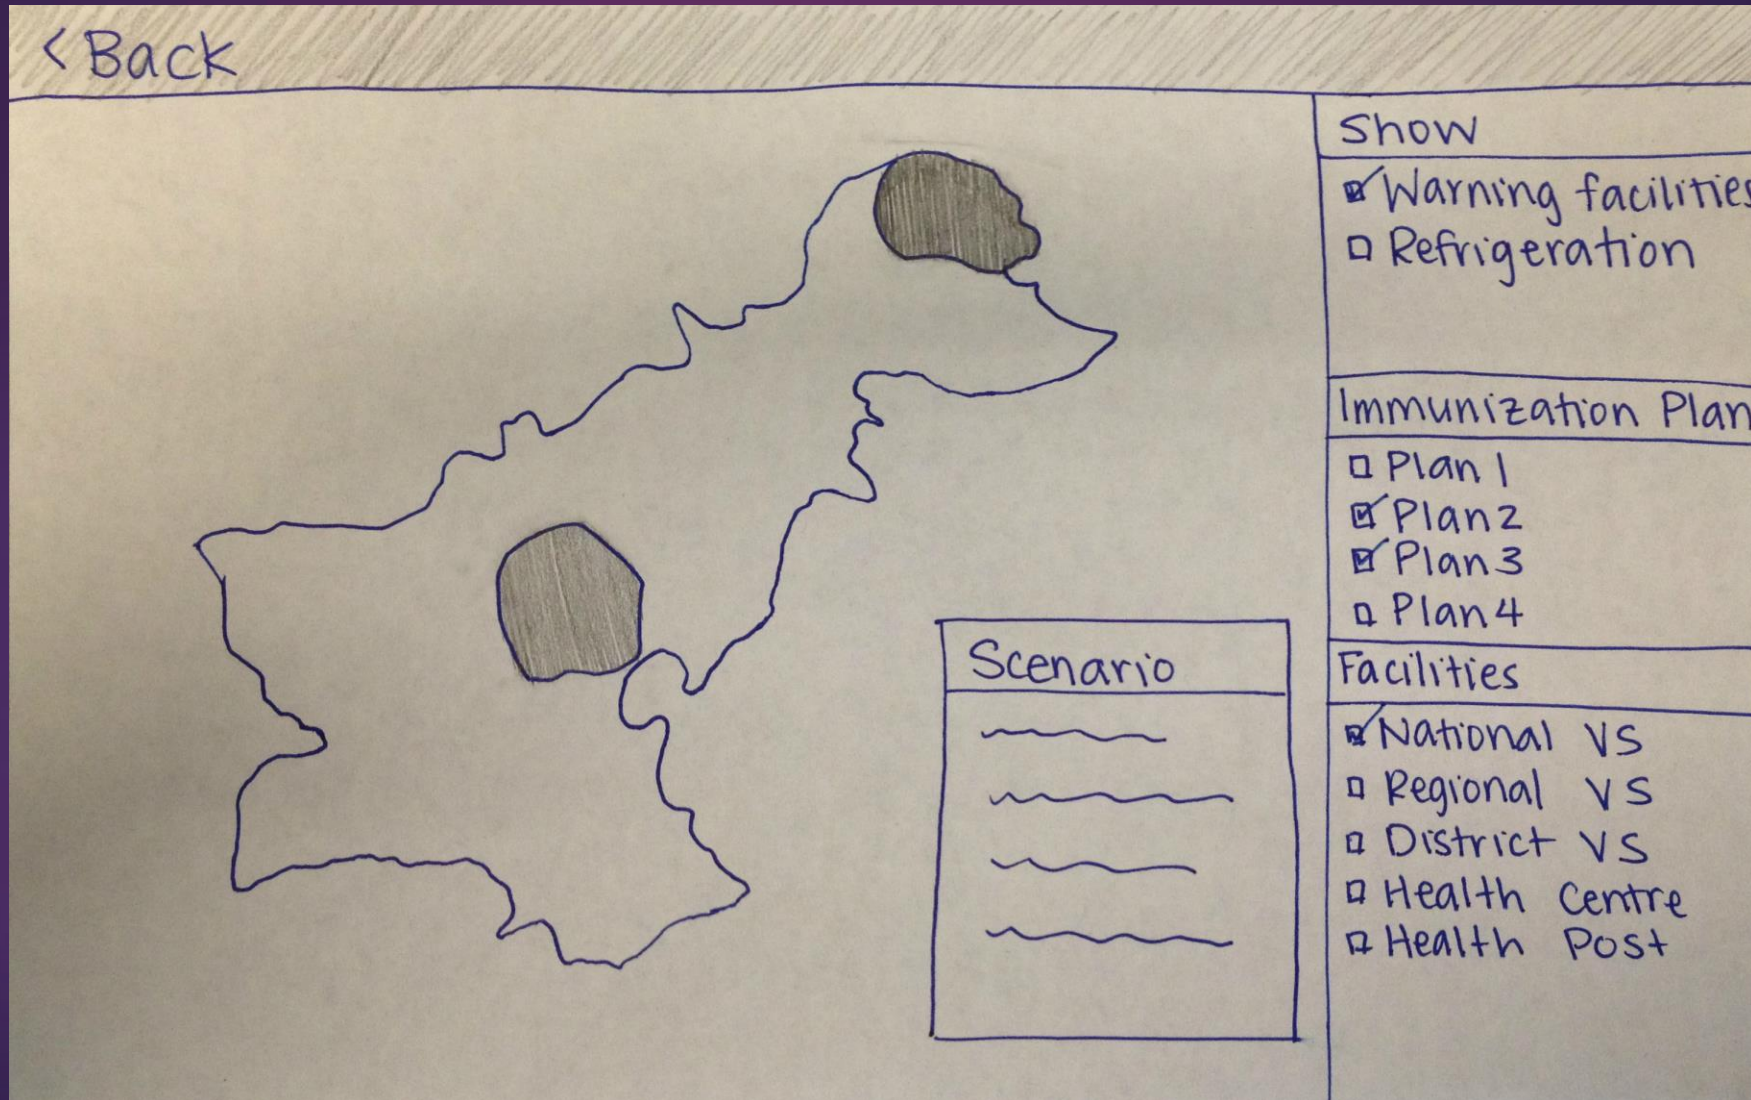 < Back
Show
Warning facilities
Refrigeration
Immunization Plan
Plan 1
Plan 2
Plan 3
Plan 4
Facilities
National VS
Regional VS
District VS
Health Centre
Health Post
Scenario